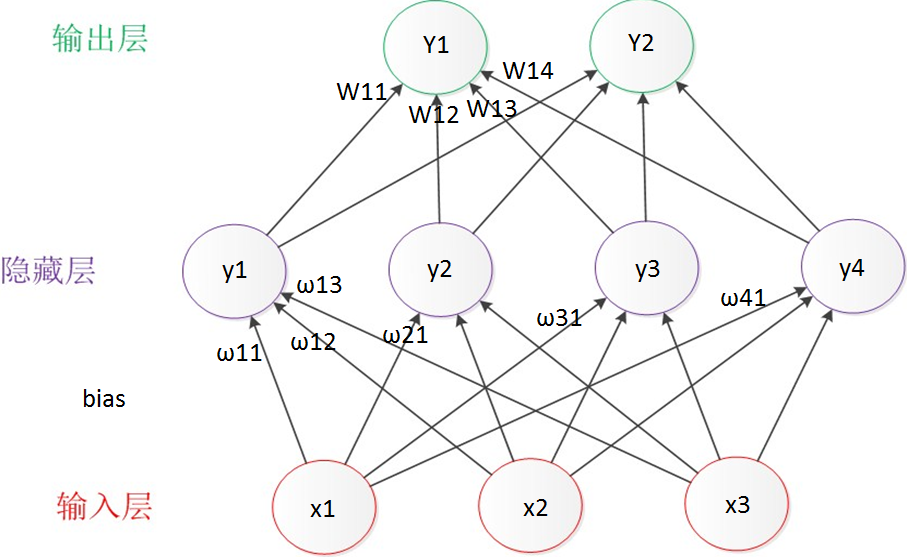 输出层
Y1
Y2
W11
W12
W13
W14
隐藏层
y1
y2
y3
y4
ω13
ω11
ω12
ω21
ω31
ω41
bias
输入层
x1
x2
x3